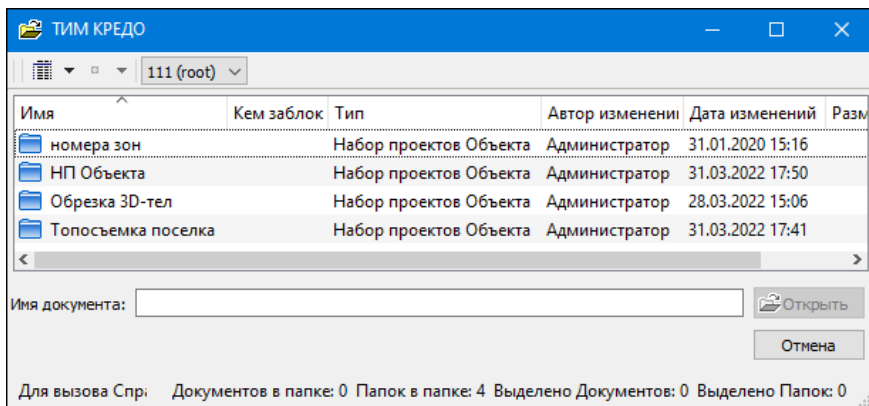 ТИМ КРЕДО
111 (root)
Имя Кем заблок Тип Автор изменени Дата изменений Разм
номера зон Набор проектов Объекта Администратор 31.01.2020 15:16
НП Объекта Набор проектов Объекта Администратор 31.03.2022 17:50
Обрезка 3D-тел Набор проектов Объекта Администратор 28.03.2022 15:06
Топосъемка поселка Набор проектов Объекта Администратор 31.03.2022 17:41
Имя документа: Открыть
Отмена
Для вызова Спра Документов в папке: 0 Папок в папке: 4 Выделено Документов: 0 Выделено Папок: 0